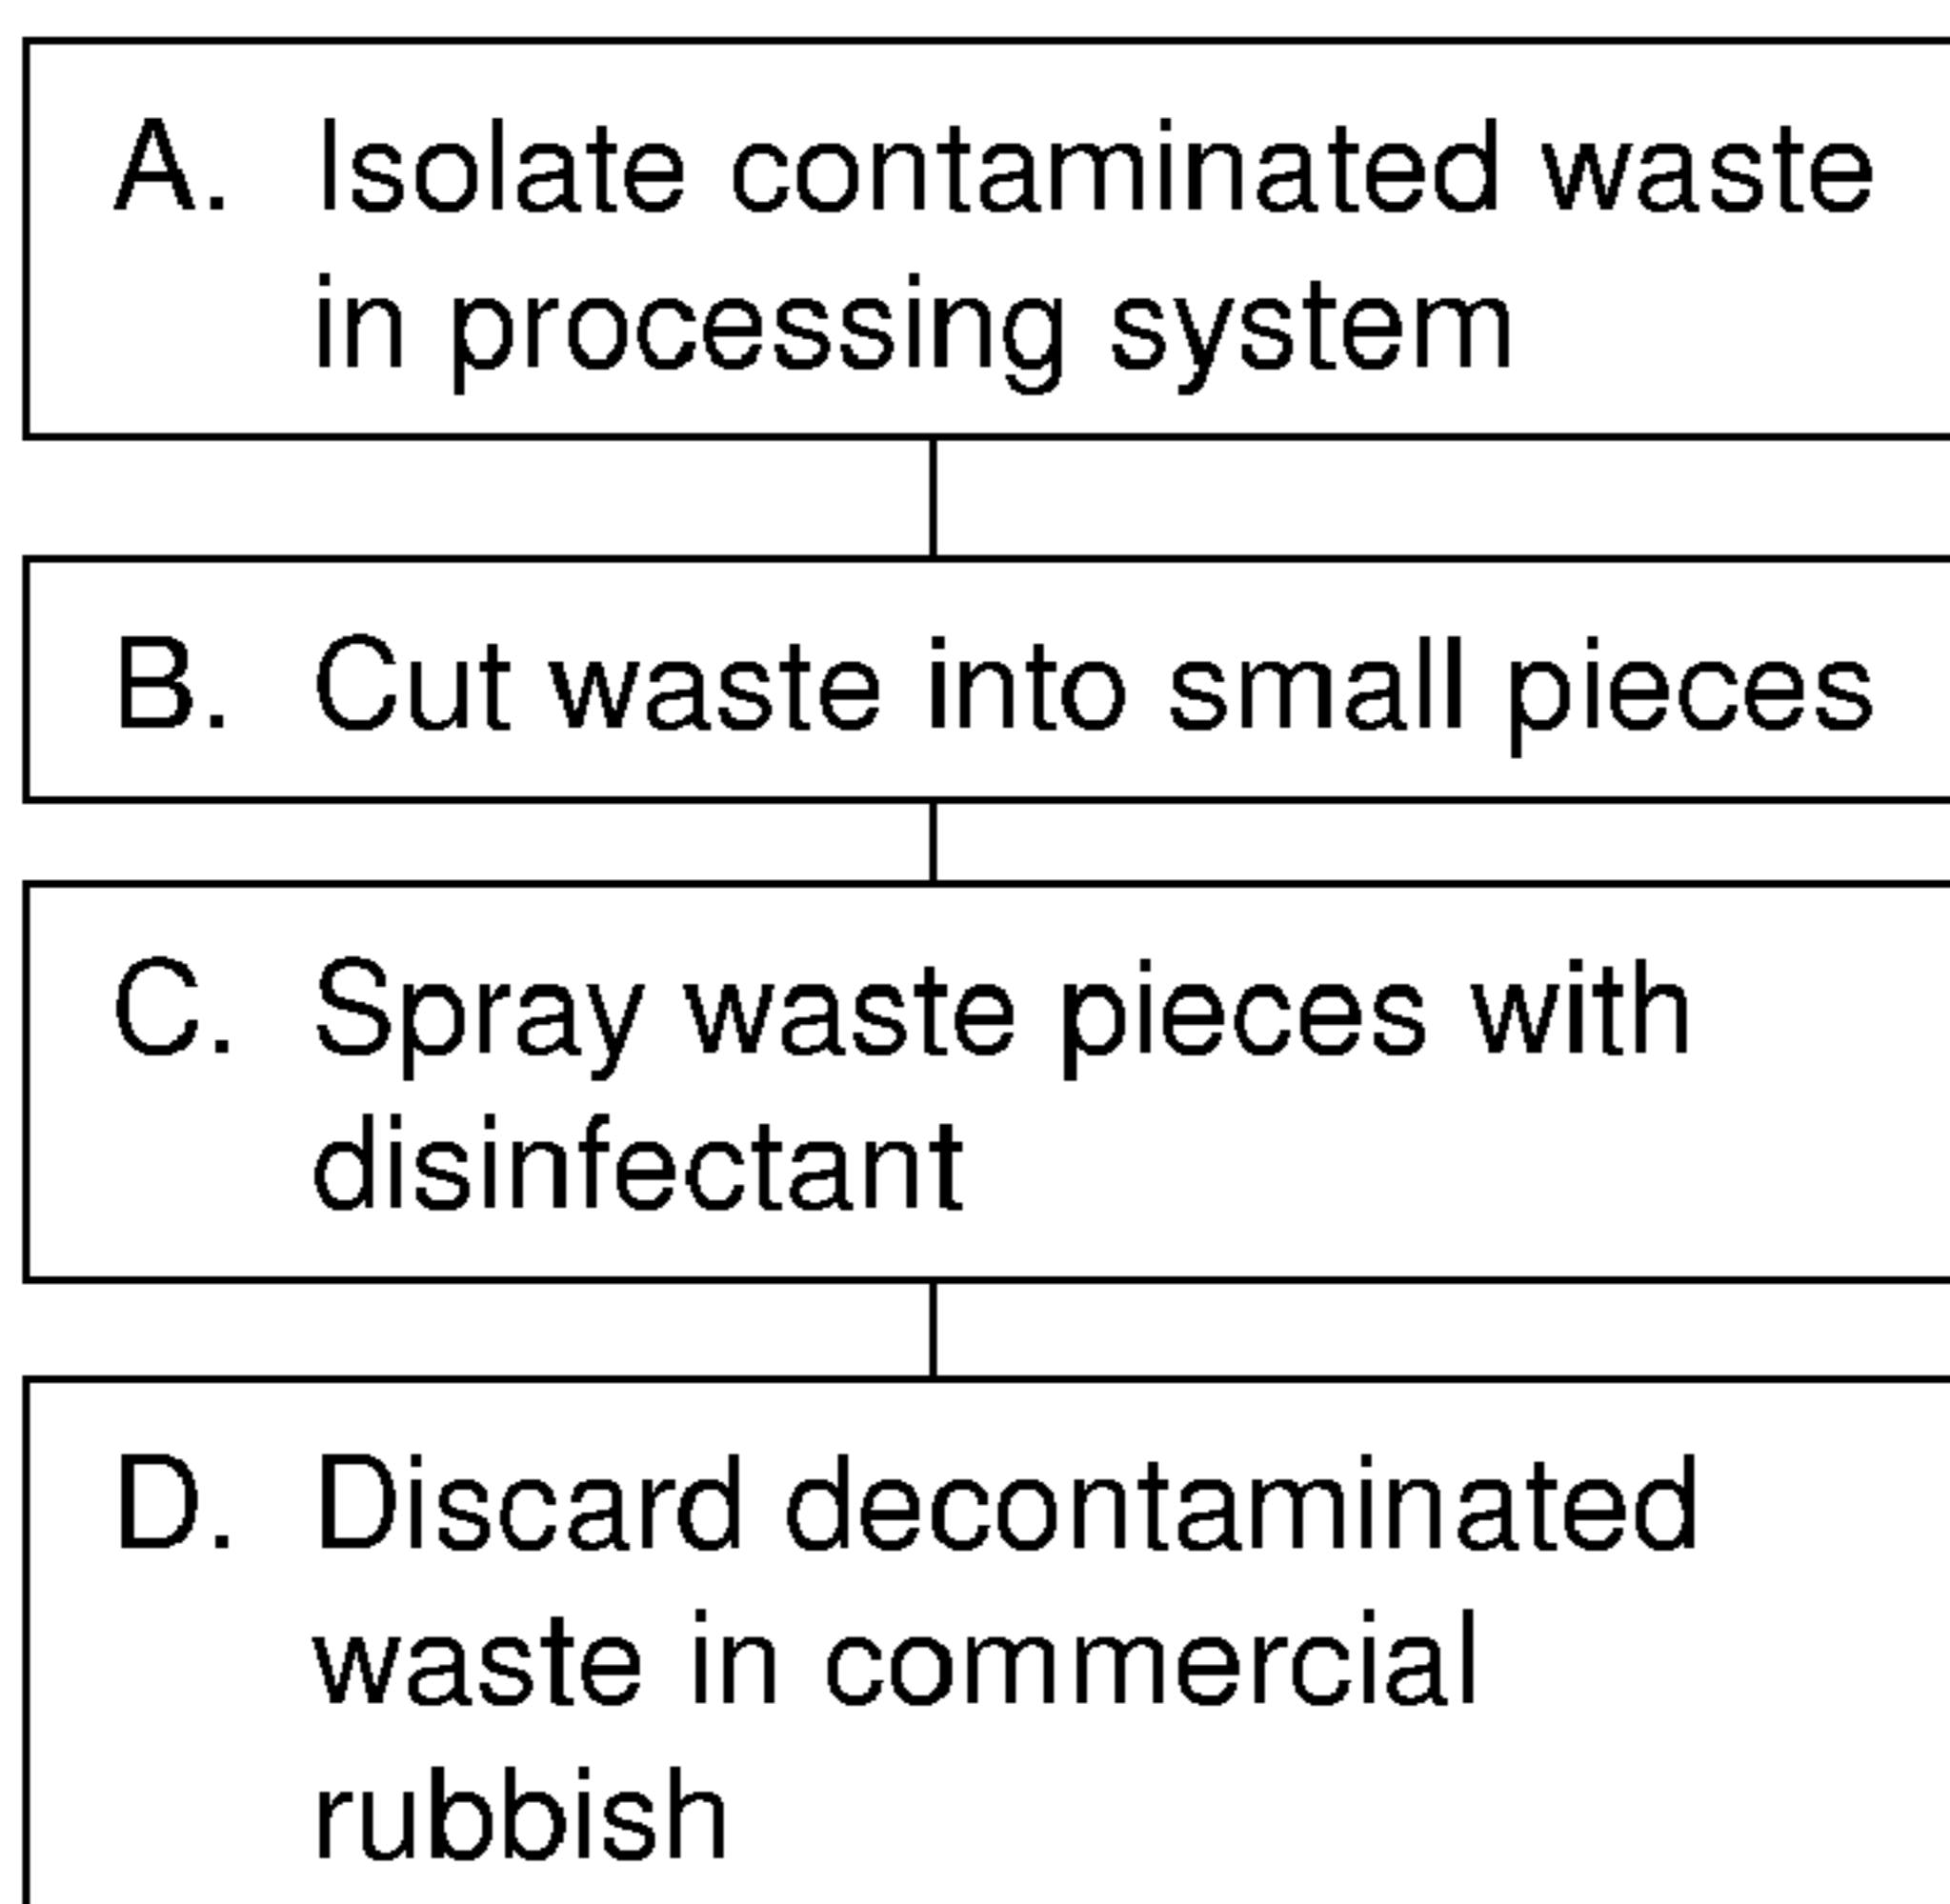 A. Isolate contaminated waste
in processing system
B. Cut waste into small pieces
C. Spray waste pieces with
disinfectant
D. Discard decontaminated
waste in commercial
rubbish